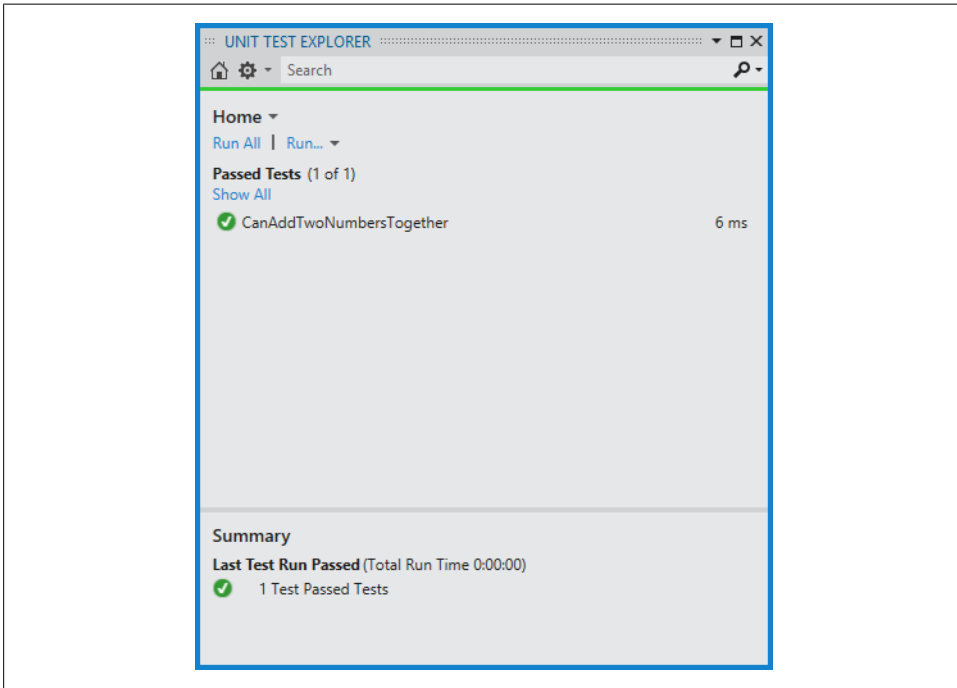 UNIT TEST EXPLORER
Search
Home
Run All | Run...
Passed Tests (1 of 1)
Show All
CanAddTwoNumbersTogether 6 ms
Summary
Last Test Run Passed (Total Run Time 0:00:00)
1 Test Passed Tests